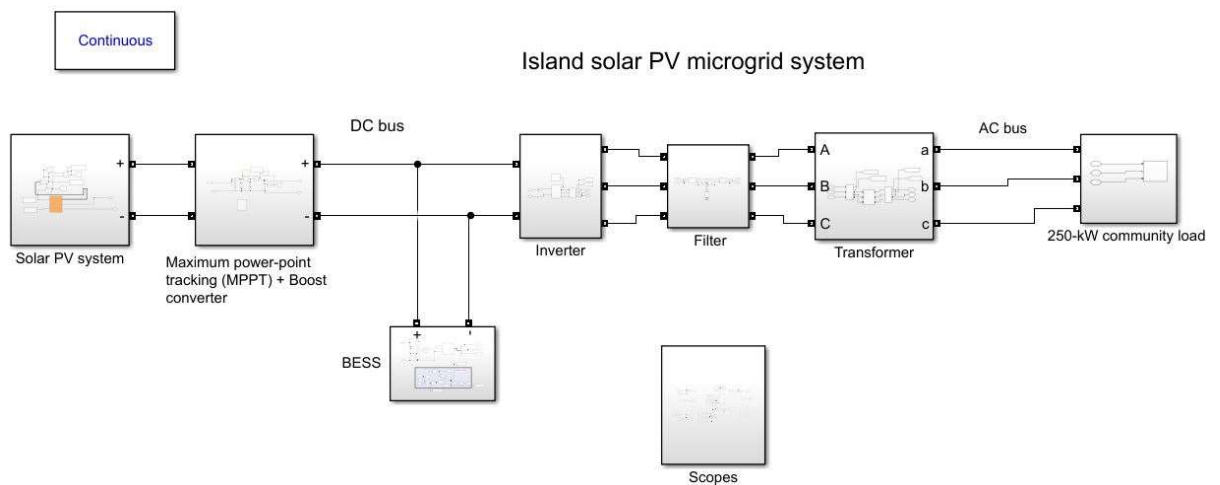 Continuous
Island solar PV microgrid system
DC bus
AC bus
+ + A a
B b
- - C c
Solar PV system
Maximum power-point
tracking (MPPT) + Boost
converter
Inverter
Filter
Transformer
250-kW community load
+ -
BESS
Scopes